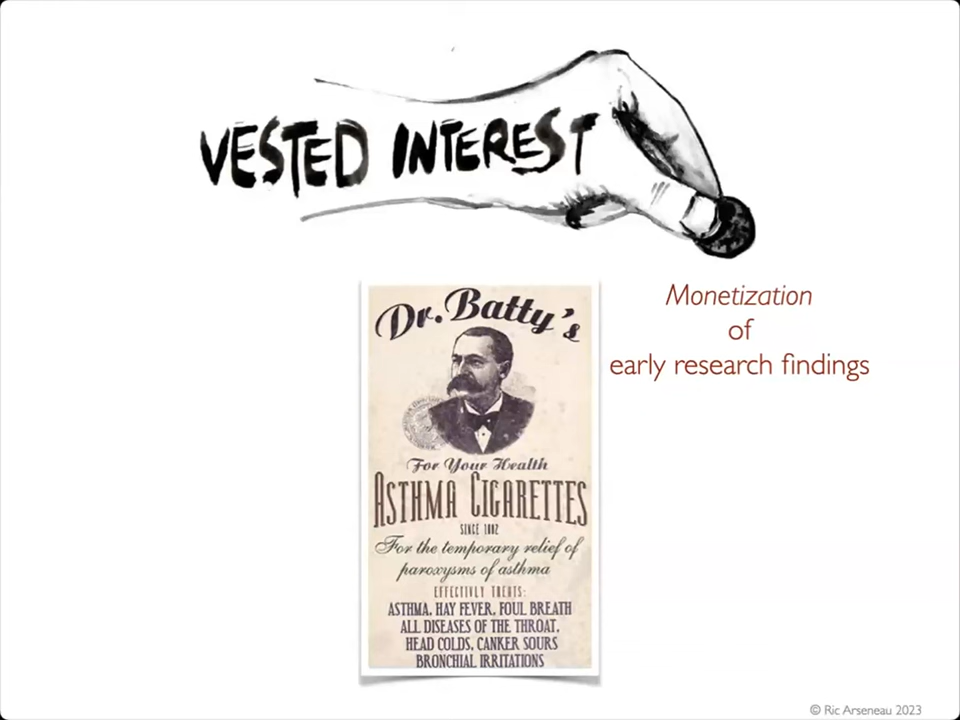 VESTED INTEREST
Monetization
of
early research findings
Dr. Batty's
For Your Health
ASTHMA CIGARETTES
SINCE 1882
For the temporary relief of
paroxysms of asthma
EFFECTIVLY TREATS:
ASTHMA, HAY FEVER, FOUL BREATH
ALL DISEASES OF THE THROAT,
HEAD COLDS, CANKER SOURS
BRONCHIAL IRRITATIONS
© Ric Arseneau 2023